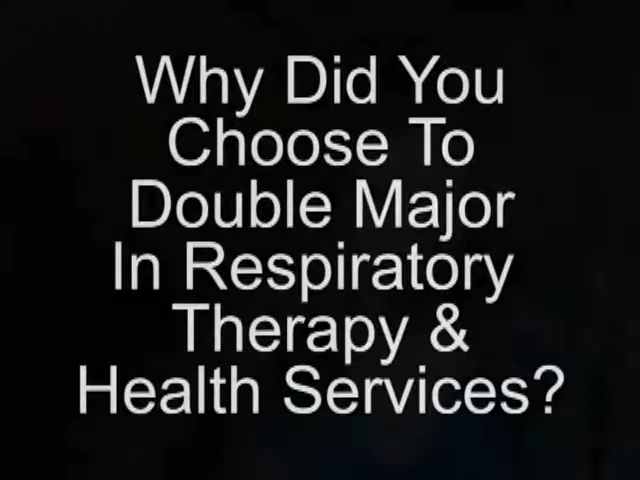 Why Did You
Choose To
Double Major
In Respiratory
Therapy &
Health Services?